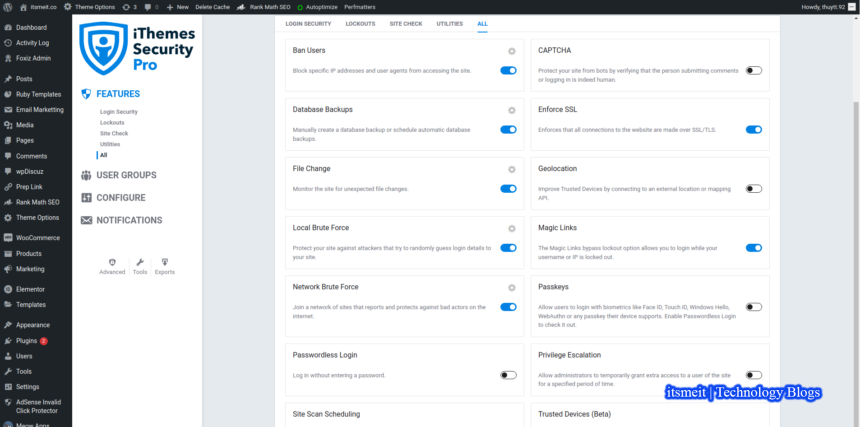 itsmeit.co
Theme Options
3
0
New
Delete Cache
Rank Math SEO
Autoptimize
Perfmatters
Howdy, thuytt.92
Dashboard
Activity Log
Foxiz Admin
Posts
Ruby Templates
Email Marketing
Media
Pages
Comments
wpDiscuz
Prep Link
Rank Math SEO
Theme Options
WooCommerce
Products
Marketing
Elementor
Templates
Appearance
Plugins 2
Users
Tools
Settings
AdSense Invalid
Click Protector
Meow Apps
iThemes
Security
Pro
FEATURES
Login Security
Lockouts
Site Check
Utilities
All
USER GROUPS
CONFIGURE
NOTIFICATIONS
Advanced
Tools
Exports
LOGIN SECURITY
LOCKOUTS
SITE CHECK
UTILITIES
ALL
Ban Users
Block specific IP addresses and user agents from accessing the site.
CAPTCHA
Protect your site from bots by verifying that the person submitting comments
or logging in is indeed human.
Database Backups
Manually create a database backup or schedule automatic database
backups.
Enforce SSL
Enforces that all connections to the website are made over SSL/TLS.
File Change
Monitor the site for unexpected file changes.
Geolocation
Improve Trusted Devices by connecting to an external location or mapping
API.
Local Brute Force
Protect your site against attackers that try to randomly guess login details to
your site.
Magic Links
The Magic Links bypass lockout option allows you to login while your
username or IP is locked out.
Network Brute Force
Join a network of sites that reports and protects against bad actors on the
internet.
Passkeys
Allow users to login with biometrics like Face ID, Touch ID, Windows Hello,
WebAuthn or any passkey their device supports. Enable Passwordless Login
to check it out.
Passwordless Login
Log in without entering a password.
Privilege Escalation
Allow administrators to temporarily grant extra access to a user of the site
for a specified period of time.
itsmeit | Technology Blogs
Site Scan Scheduling
Trusted Devices (Beta)